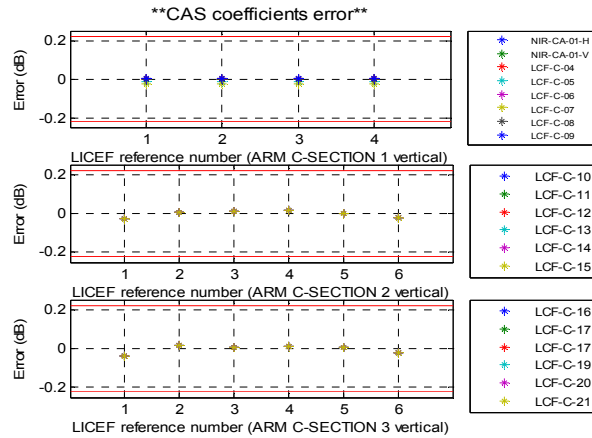 **CAS coefficients error**
0.2
0
-0.2
Error (dB)
1 2 3 4
LICEF reference number (ARM C-SECTION 1 vertical)
NIR-CA-01-H
NIR-CA-01-V
LCF-C-04
LCF-C-05
LCF-C-06
LCF-C-07
LCF-C-08
LCF-C-09
0.2
0
-0.2
Error (dB)
1 2 3 4 5 6
LICEF reference number (ARM C-SECTION 2 vertical)
LCF-C-10
LCF-C-11
LCF-C-12
LCF-C-13
LCF-C-14
LCF-C-15
0.2
0
-0.2
Error (dB)
1 2 3 4 5 6
LICEF reference number (ARM C-SECTION 3 vertical)
LCF-C-16
LCF-C-17
LCF-C-17
LCF-C-19
LCF-C-20
LCF-C-21